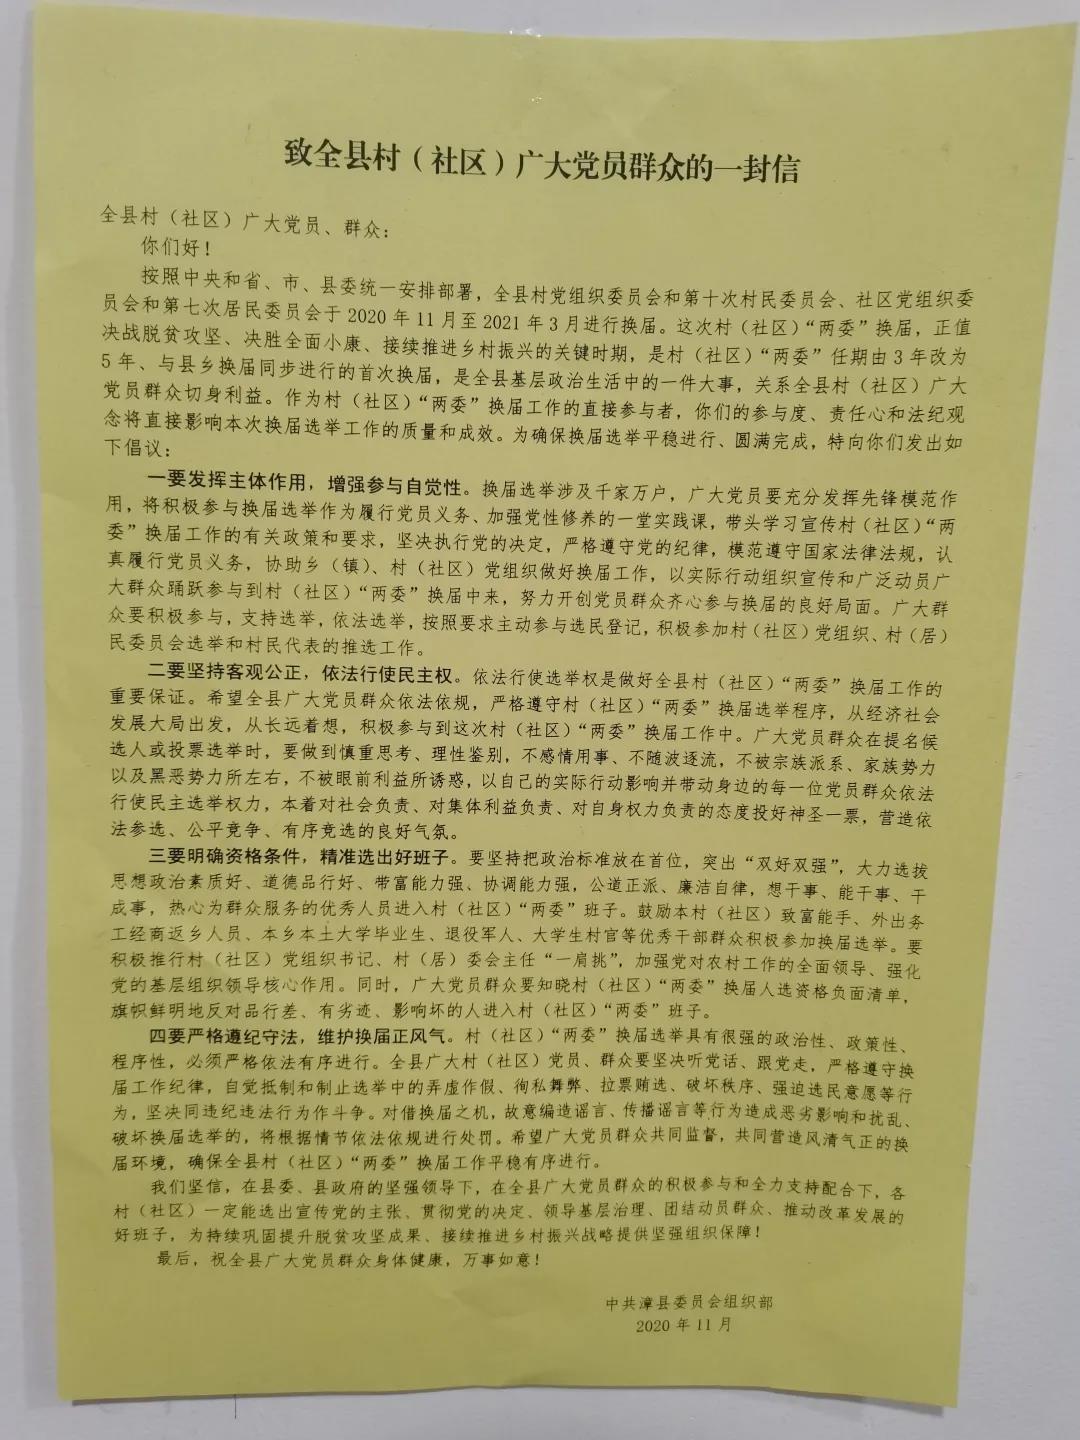 致全县村（社区）广大党员群众的一封信
全县村（社区）广大党员、群众：
你们好！
按照中央和省、市、县委统一安排部署，全县村党组织委员会和第十次村民委员会、社区党组织委
员会和第七次居民委员会于2020年11月至2021年3月进行换届。这次村（社区）“两委”换届，正值
决战脱贫攻坚、决胜全面小康、接续推进乡村振兴的关键时期，是村（社区）“两委”任期由3年改为
5年、与县乡换届同步进行的首次换届，是全县基层政治生活中的一件大事，关系全县村（社区）广大
党员群众切身利益。作为村（社区）“两委”换届工作的直接参与者，你们的参与度、责任心和法纪观
念将直接影响本次换届选举工作的质量和成效。为确保换届选举平稳进行、圆满完成，特向你们发出如
下倡议：
一要发挥主体作用，增强参与自觉性。换届选举涉及千家万户，广大党员要充分发挥先锋模范作
用，将积极参与换届选举作为履行党员义务、加强党性修养的一堂实践课，带头学习宣传村（社区）“两
委”换届工作的有关政策和要求，坚决执行党的决定，严格遵守党的纪律，模范遵守国家法律法规，认
真履行党员义务，协助乡（镇）、村（社区）党组织做好换届工作，以实际行动组织宣传和广泛动员广
大群众踊跃参与到村（社区）“两委”换届中来，努力开创党员群众齐心参与换届的良好局面。广大群
众要积极参与，支持选举，依法选举，按照要求主动参与选民登记，积极参加村（社区）党组织、村（居）
民委员会选举和村民代表的推选工作。
二要坚持客观公正，依法行使民主权。依法行使选举权是做好全县村（社区）“两委”换届工作的
重要保证。希望全县广大党员群众依法依规，严格遵守村（社区）“两委”换届选举程序，从经济社会
发展大局出发，从长远着想，积极参与到这次村（社区）“两委”换届工作中。广大党员群众在提名候
选人或投票选举时，要做到慎重思考、理性鉴别，不感情用事、不随波逐流，不被宗族派系、家族势力
以及黑恶势力所左右，不被眼前利益所诱惑，以自己的实际行动影响并带动身边的每一位党员群众依法
行使民主选举权力，本着对社会负责、对集体利益负责、对自身权力负责的态度投好神圣一票，营造依
法参选、公平竞争、有序竞选的良好气氛。
三要明确资格条件，精准选出好班子。要坚持把政治标准放在首位，突出“双好双强”，大力选拔
思想政治素质好、道德品行好、带富能力强、协调能力强，公道正派、廉洁自律，想干事、能干事、干
成事，热心为群众服务的优秀人员进入村（社区）“两委”班子。鼓励本村（社区）致富能手、外出务
工经商返乡人员、本乡本土大学毕业生、退役军人、大学生村官等优秀干部群众积极参加换届选举。要
积极推行村（社区）党组织书记、村（居）委会主任“一肩挑”，加强党对农村工作的全面领导、强化
党的基层组织领导核心作用。同时，广大党员群众要知晓村（社区）“两委”换届人选资格负面清单，
旗帜鲜明地反对品行差、有劣迹、影响坏的人进入村（社区）“两委”班子。
四要严格遵纪守法，维护换届正风气。村（社区）“两委”换届选举具有很强的政治性、政策性、
程序性，必须严格依法有序进行。全县广大村（社区）党员、群众要坚决听党话、跟党走，严格遵守换
届工作纪律，自觉抵制和制止选举中的弄虚作假、徇私舞弊、拉票贿选、破坏秩序、强迫选民意愿等行
为，坚决同违纪违法行为作斗争。对借换届之机，故意编造谣言、传播谣言等行为造成恶劣影响和扰乱、
破坏换届选举的，将根据情节依法依规进行处罚。希望广大党员群众共同监督，共同营造风清气正的换
届环境，确保全县村（社区）“两委”换届工作平稳有序进行。
我们坚信，在县委、县政府的坚强领导下，在全县广大党员群众的积极参与和全力支持配合下，各
村（社区）一定能选出宣传党的主张、贯彻党的决定、领导基层治理、团结动员群众、推动改革发展的
好班子，为持续巩固提升脱贫攻坚成果、接续推进乡村振兴战略提供坚强组织保障！
最后，祝全县广大党员群众身体健康，万事如意！
中共漳县委员会组织部
2020年11月